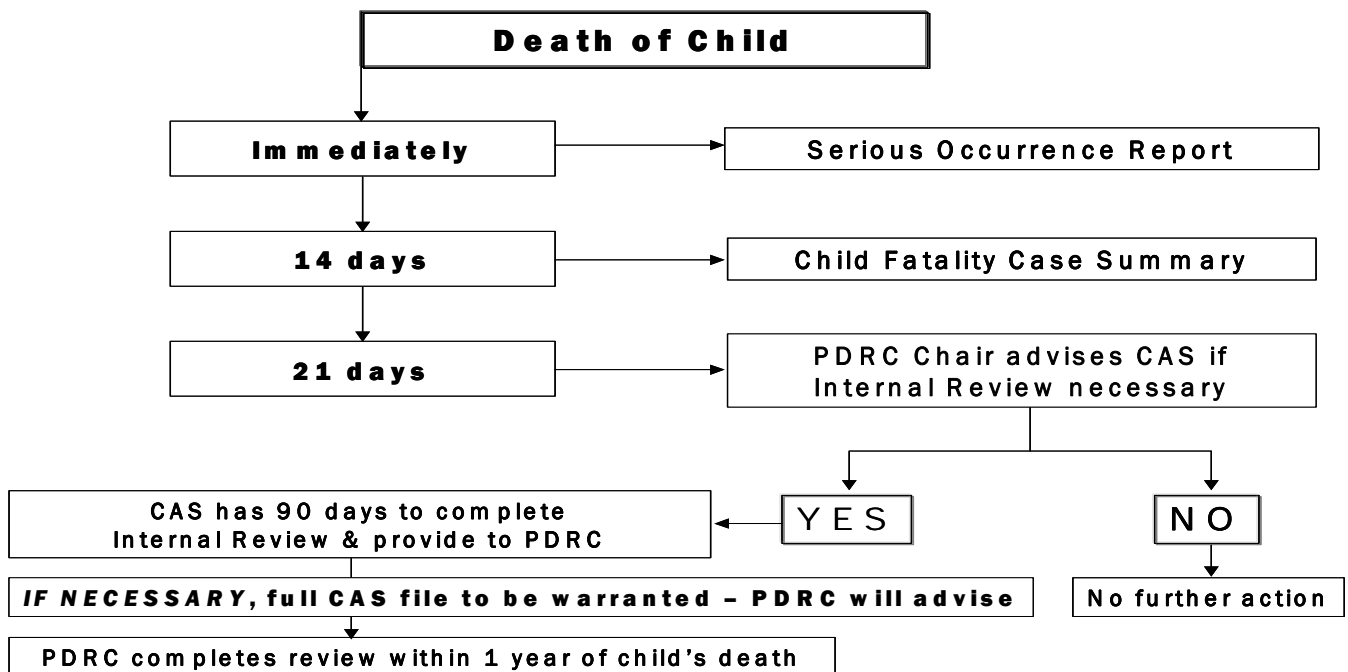 Death of Child
Immediately
Serious Occurrence Report
14 days
Child Fatality Case Summary
21 days
PDRC Chair advises CAS if
Internal Review necessary
YES
NO
CAS has 90 days to complete
Internal Review & provide to PDRC
No further action
IF NECESSARY, full CAS file to be warranted – PDRC will advise
PDRC completes review within 1 year of child's death